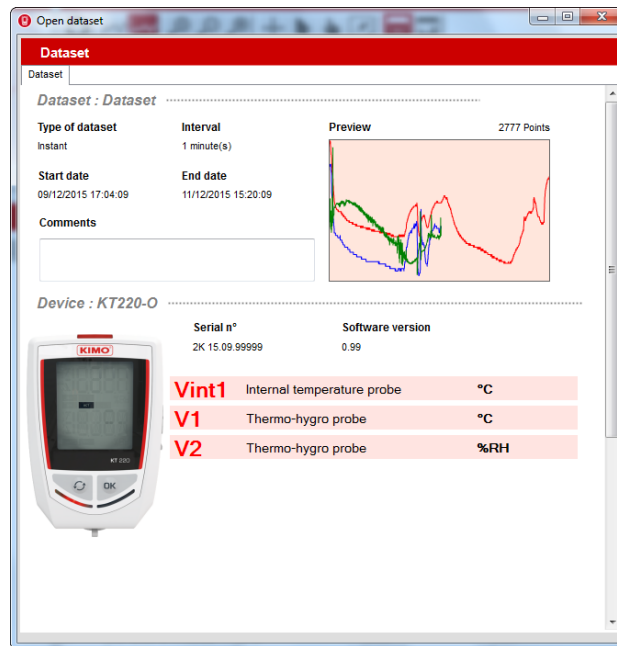 Open dataset
Dataset
Dataset
Dataset : Dataset
Type of dataset Interval Preview 2777 Points
Instant 1 minute(s)
Start date End date
09/12/2015 17:04:09 11/12/2015 15:20:09
Comments
Device : KT220-O
Serial n° Software version
2K 15.09.99999 0.99
KIMO
Vint1 Internal temperature probe °C
V1 Thermo-hygro probe °C
V2 Thermo-hygro probe %RH
KT 220
OK